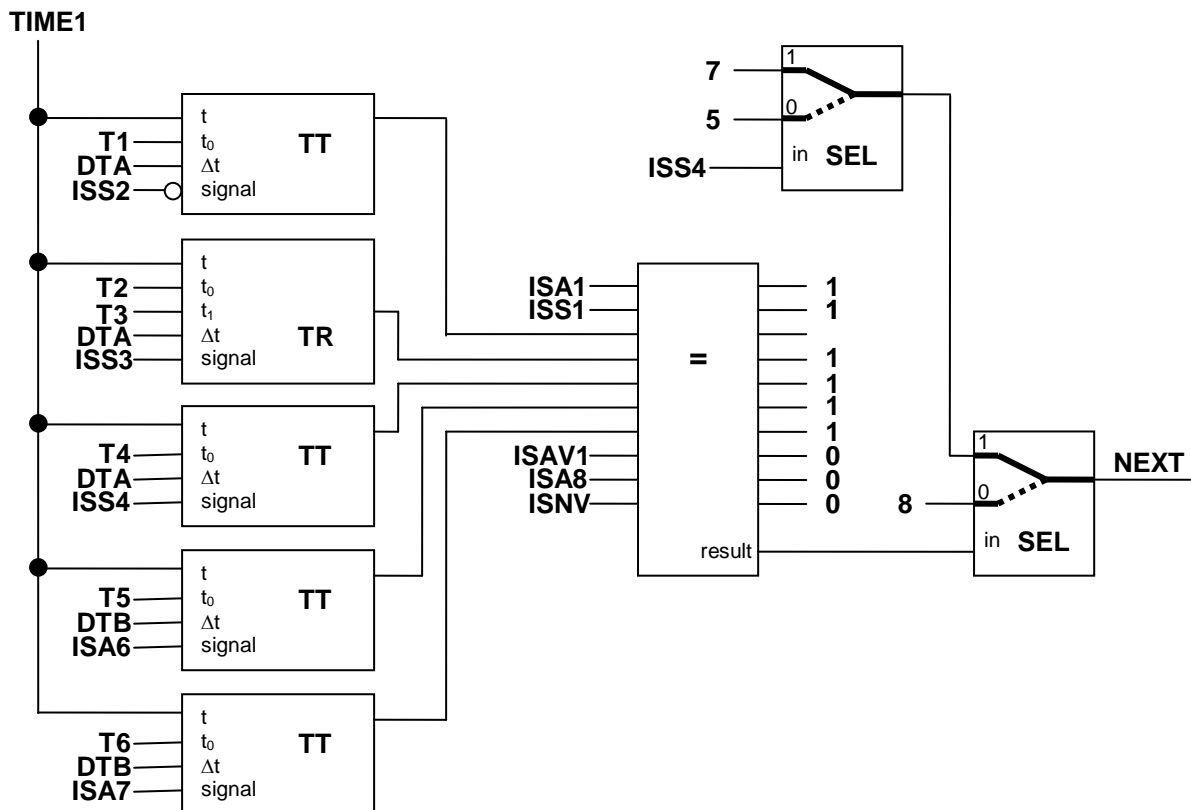 TIME1
t
T1 t0 TT
DTA Δt
ISS2 signal
t
T2 t0
T3 t1
DTA Δt TR
ISS3 signal
t
T4 t0 TT
DTA Δt
ISS4 signal
t
T5 t0 TT
DTB Δt
ISA6 signal
t
T6 t0 TT
DTB Δt
ISA7 signal
ISA1 1
ISS1 1
= 1
1
1
1
ISAV1 0
ISA8 0
ISNV 0
result
7 1
5 0
ISS4 in SEL
1 NEXT
8 0
in SEL